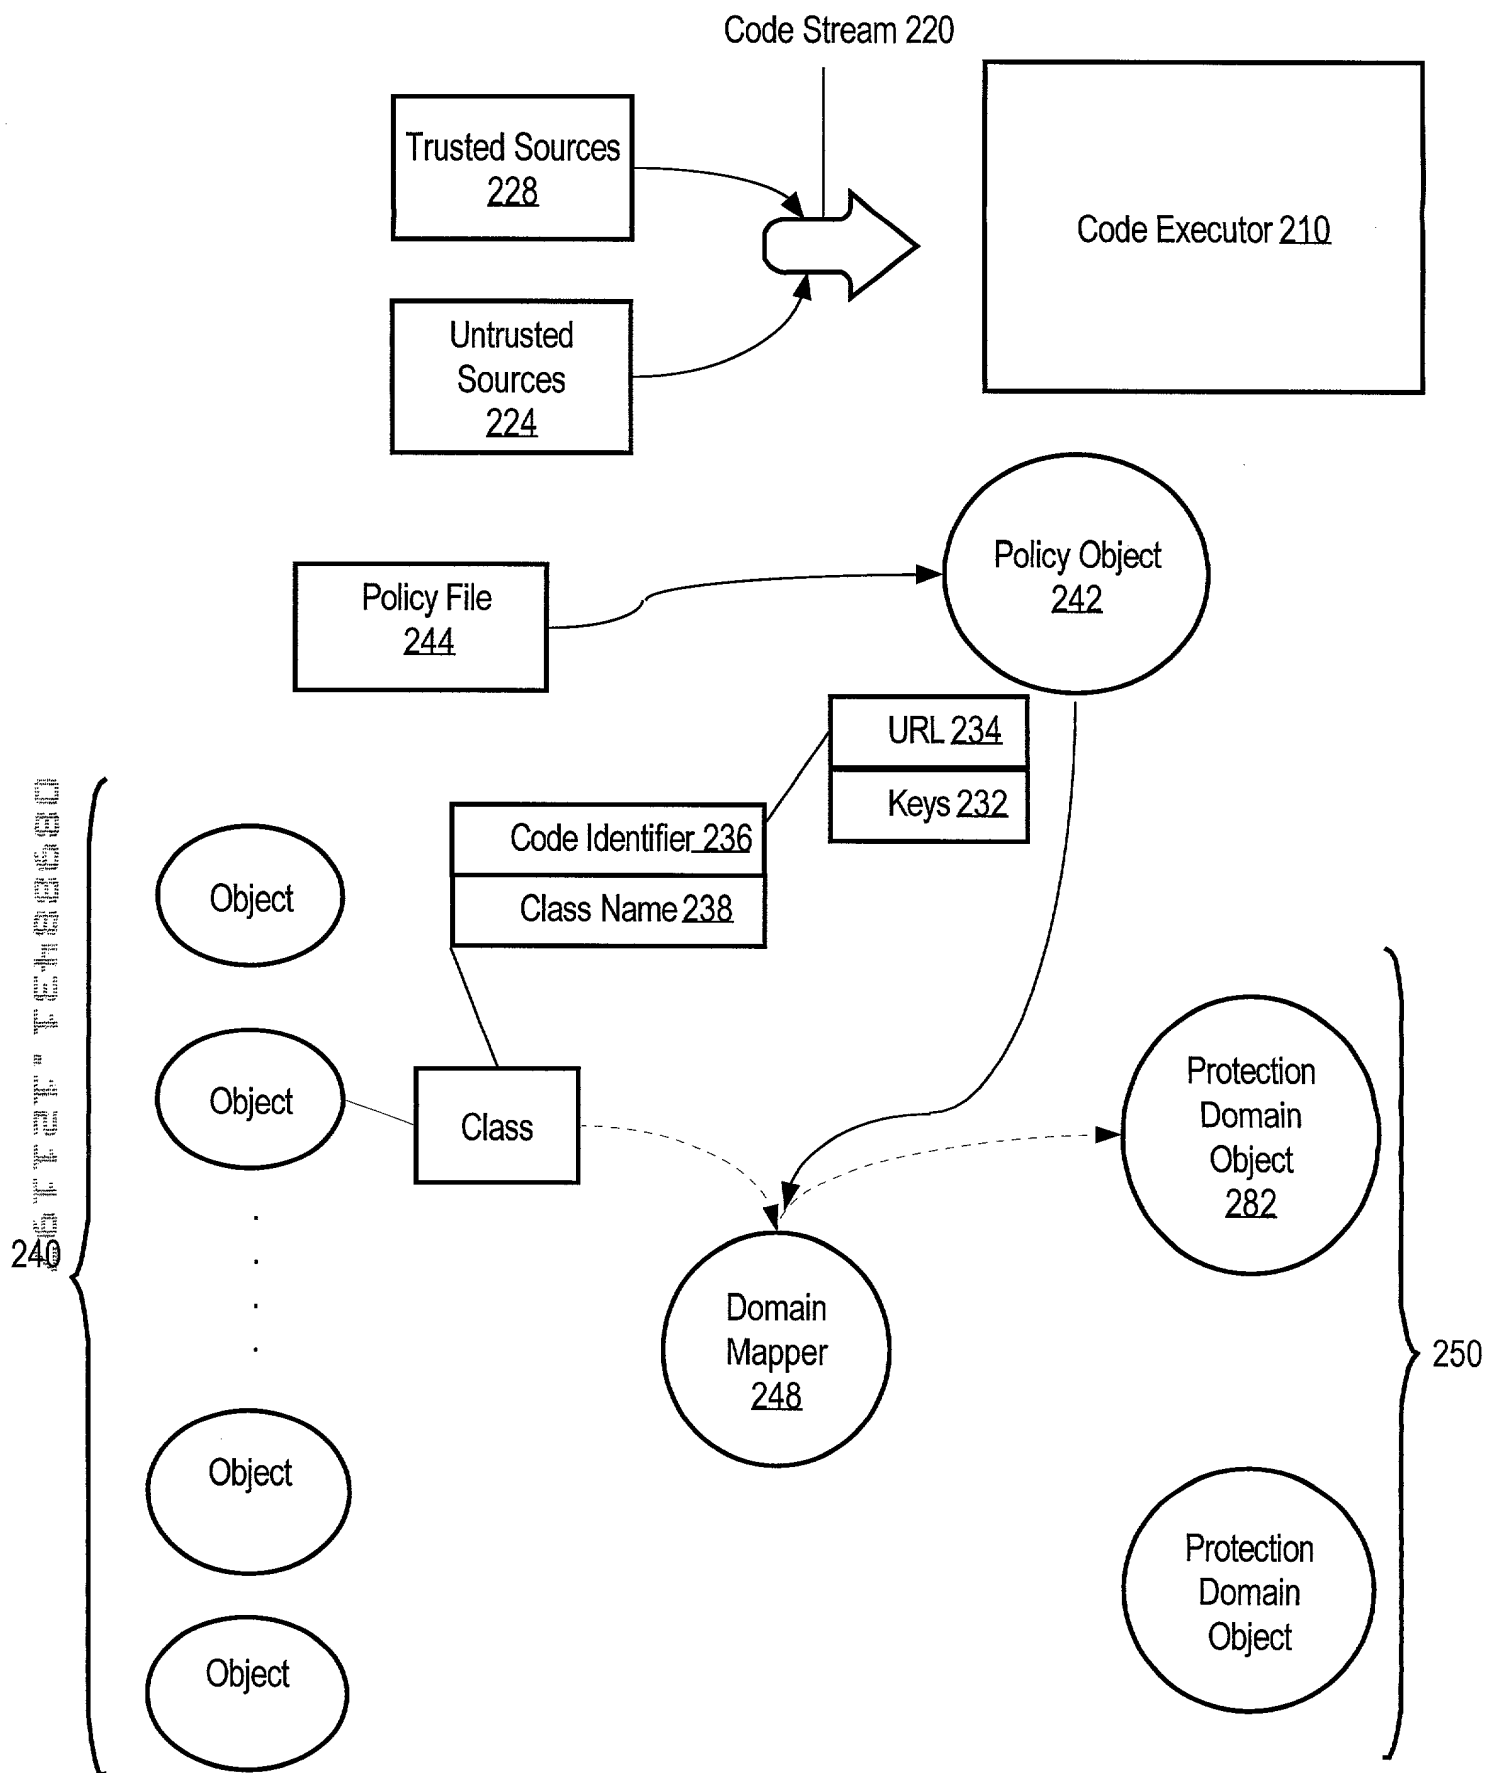 Code Stream 220
Trusted Sources
228
Code Executor 210
Untrusted
Sources
224
Policy Object
242
Policy File
244
URL 234
Keys 232
Code Identifier 236
Class Name 238
Object
Object
Class
Protection
Domain
Object
282
240
Domain
Mapper
248
250
Object
Protection
Domain
Object
Object